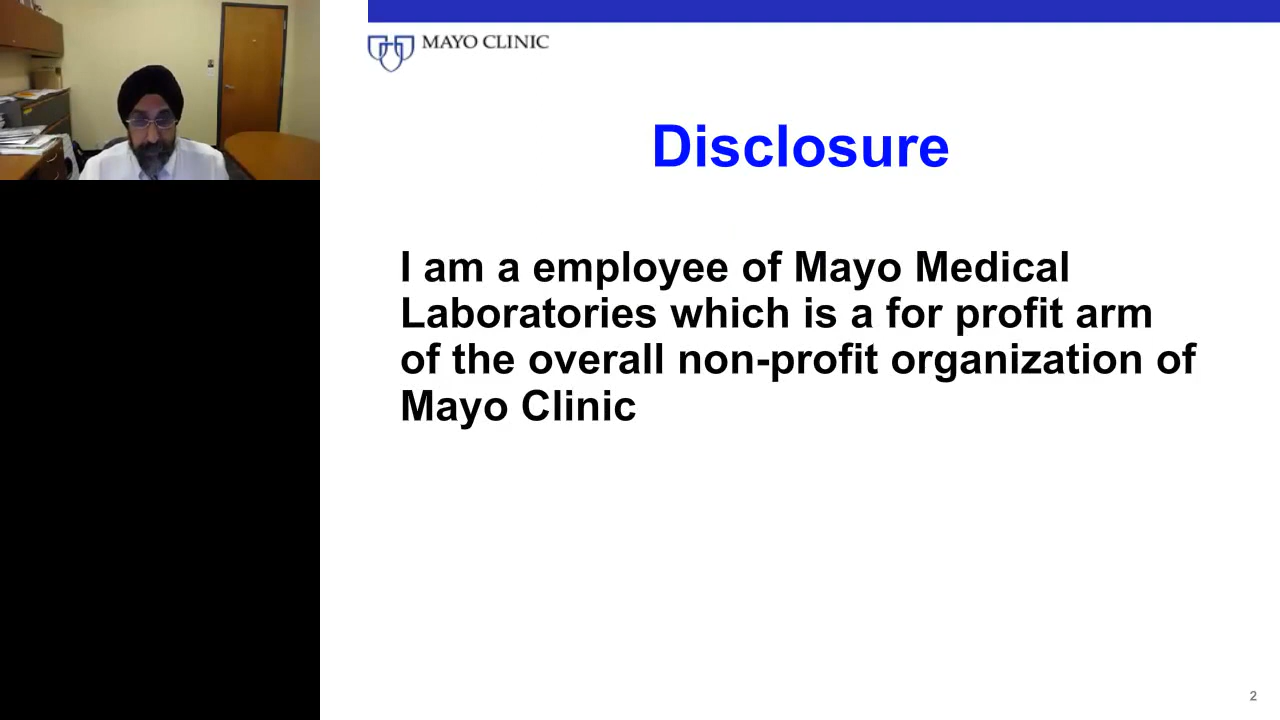 MAYO CLINIC
Disclosure
I am a employee of Mayo Medical
Laboratories which is a for profit arm
of the overall non-profit organization of
Mayo Clinic
2